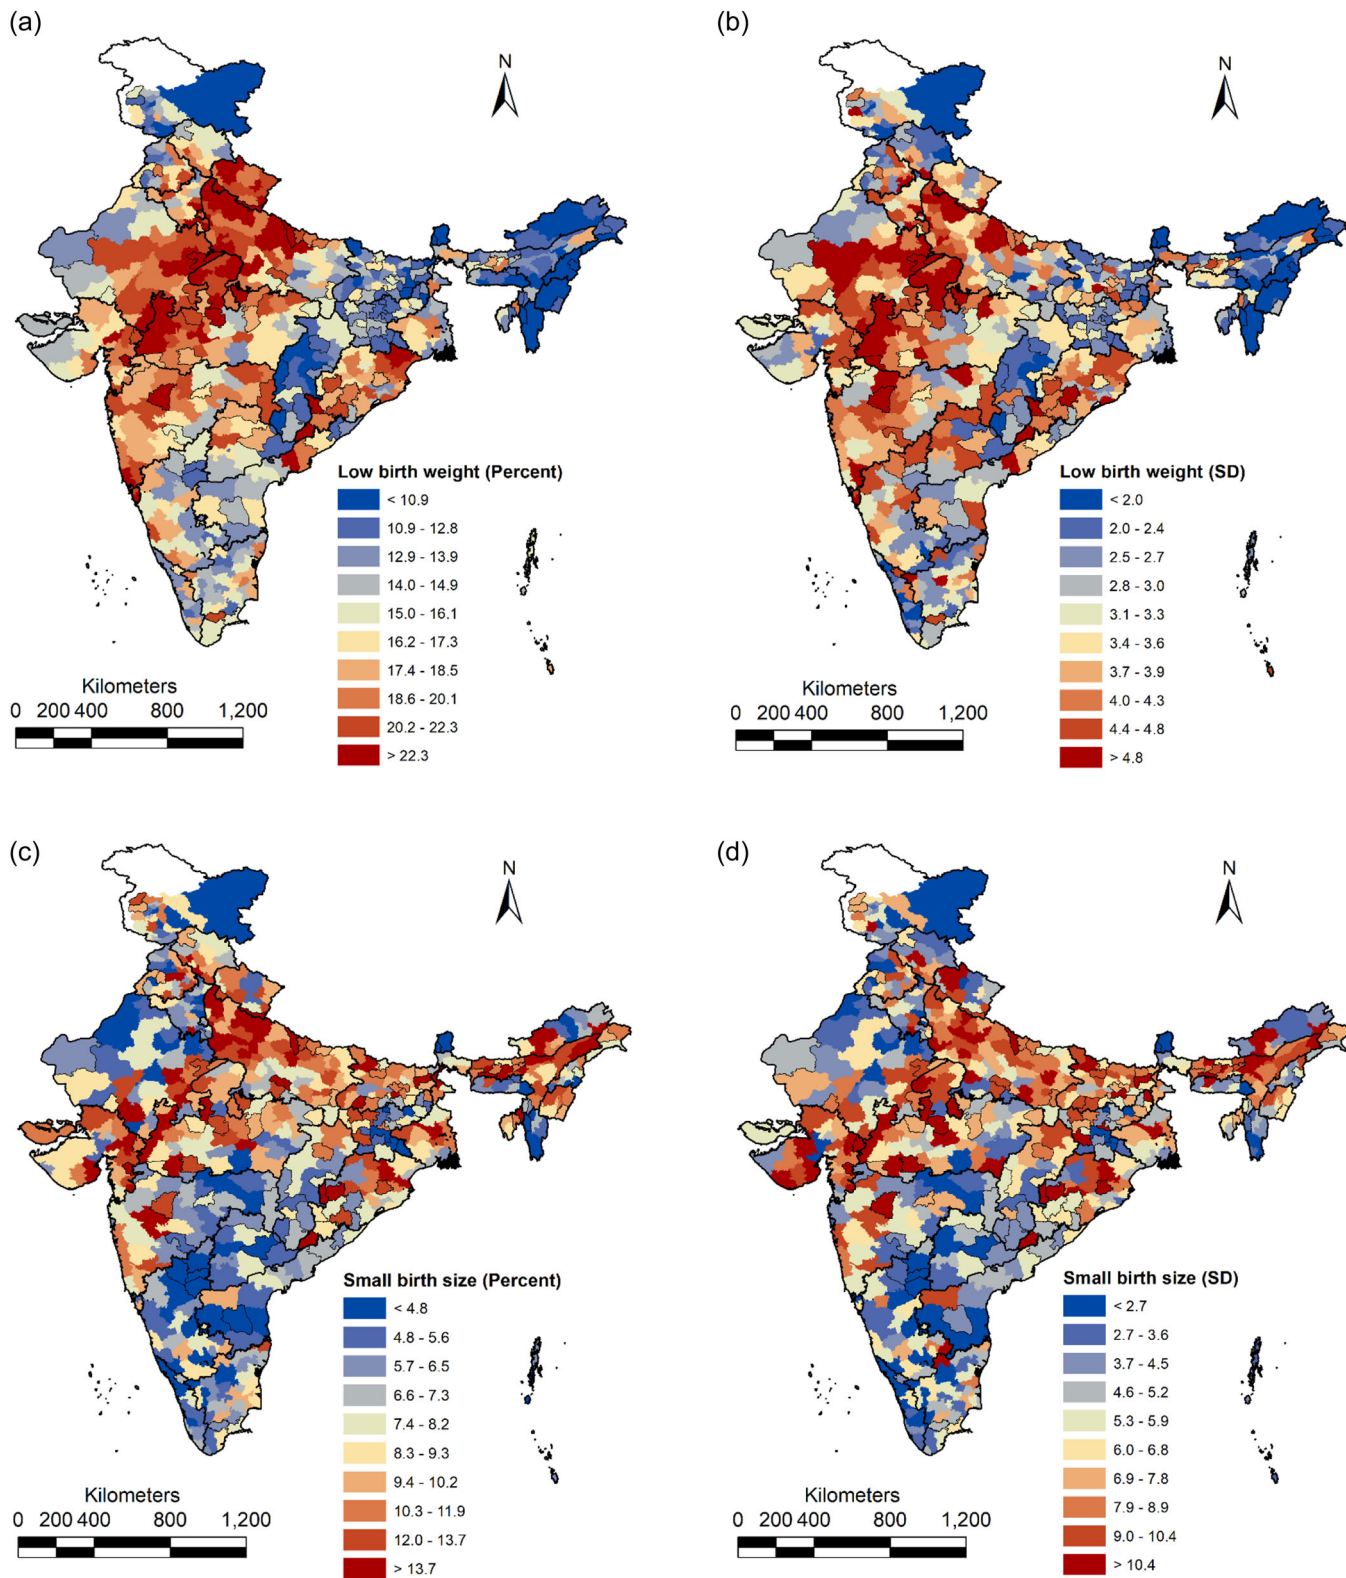 (a)
N
Low birth weight (Percent)
< 10.9
10.9 - 12.8
12.9 - 13.9
14.0 - 14.9
15.0 - 16.1
16.2 - 17.3
17.4 - 18.5
18.6 - 20.1
20.2 - 22.3
> 22.3
Kilometers
0 200 400 800 1,200
(b)
N
Low birth weight (SD)
< 2.0
2.0 - 2.4
2.5 - 2.7
2.8 - 3.0
3.1 - 3.3
3.4 - 3.6
3.7 - 3.9
4.0 - 4.3
4.4 - 4.8
> 4.8
Kilometers
0 200 400 800 1,200
(c)
N
Small birth size (Percent)
< 4.8
4.8 - 5.6
5.7 - 6.5
6.6 - 7.3
7.4 - 8.2
8.3 - 9.3
9.4 - 10.2
10.3 - 11.9
12.0 - 13.7
> 13.7
Kilometers
0 200 400 800 1,200
(d)
N
Small birth size (SD)
< 2.7
2.7 - 3.6
3.7 - 4.5
4.6 - 5.2
5.3 - 5.9
6.0 - 6.8
6.9 - 7.8
7.9 - 8.9
9.0 - 10.4
> 10.4
Kilometers
0 200 400 800 1,200